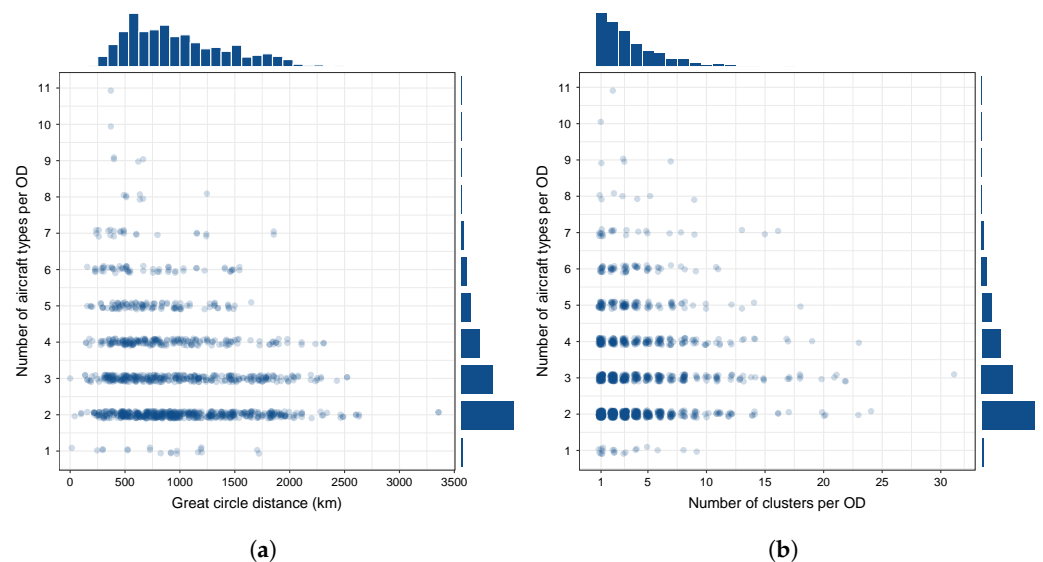 11
10
9
8
7
6
5
4
3
2
1
Number of aircraft types per OD
0 500 1000 1500 2000 2500 3000 3500
Great circle distance (km)
(a)
11
10
9
8
7
6
5
4
3
2
1
Number of aircraft types per OD
1 5 10 15 20 25 30
Number of clusters per OD
(b)